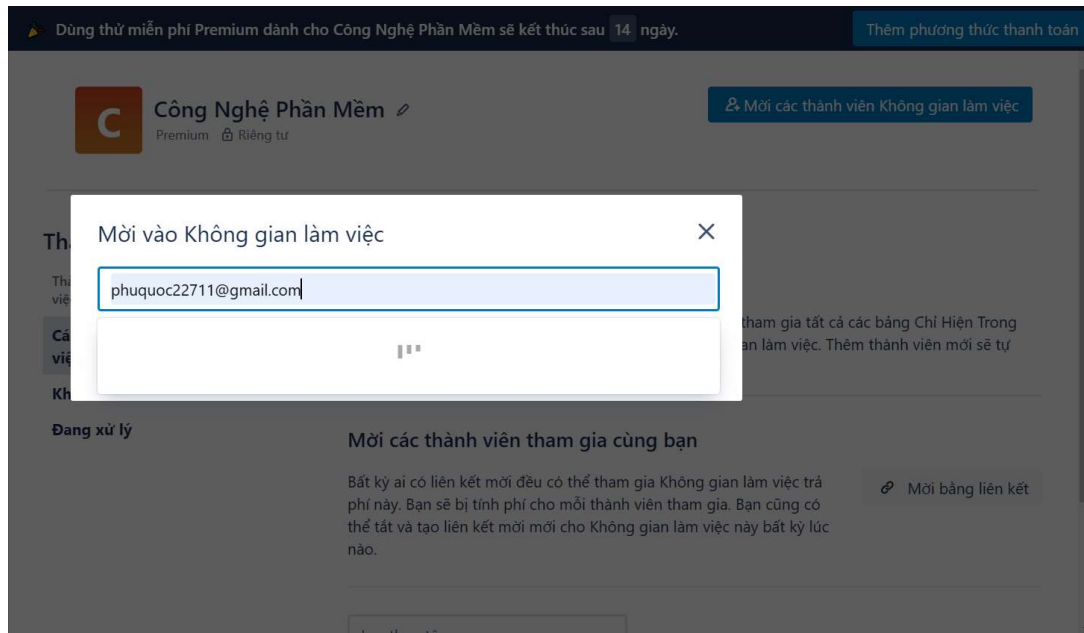 Dùng thử miễn phí Premium dành cho Công Nghệ Phần Mềm sẽ kết thúc sau 14 ngày.
Thêm phương thức thanh toán
C
Công Nghệ Phần Mềm
Mời các thành viên Không gian làm việc
Premium Riêng tư
Mời vào Không gian làm việc
phuquoc22711@gmail.com
tham gia tất cả các bảng Chỉ Hiện Trong
làm việc. Thêm thành viên mới sẽ tự
Đang xử lý
Mời các thành viên tham gia cùng bạn
Bất kỳ ai có liên kết mời đều có thể tham gia Không gian làm việc trả
phí này. Bạn sẽ bị tính phí cho mỗi thành viên tham gia. Bạn cũng có
thể tắt và tạo liên kết mời mới cho Không gian làm việc này bất kỳ lúc
nào.
Mời bằng liên kết